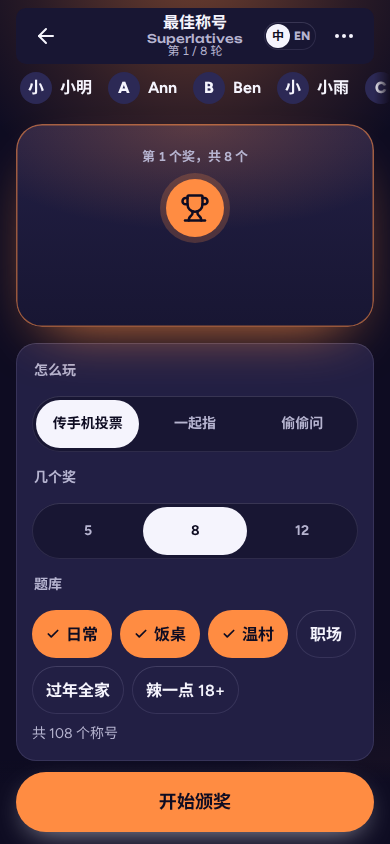 最佳称号
Superlatives
第 1 / 8 轮
中 EN
小 小明 A Ann B Ben 小 小雨 C
第 1 个奖，共 8 个
怎么玩
传手机投票 一起指 偷偷问
几个奖
5 8 12
题库
日常 饭桌 温村 职场
过年全家 辣一点 18+
共 108 个称号
开始颁奖